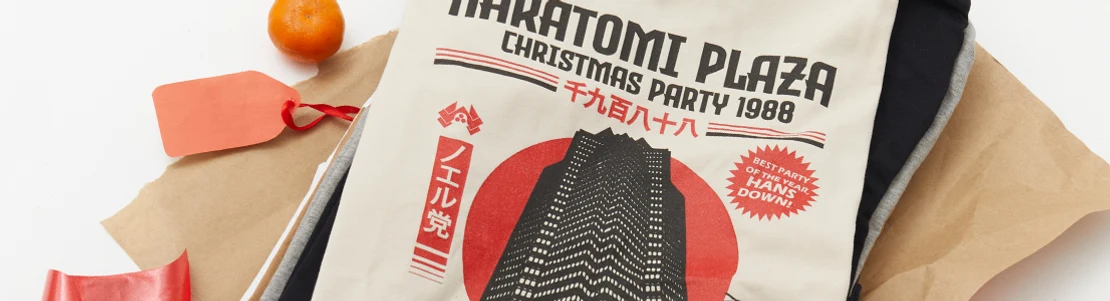 NAKATOMI PLAZA
CHRISTMAS PARTY 1988
千九百八十八
ノエル党
BEST PARTY
OF THE YEAR,
HANS
DOWN!